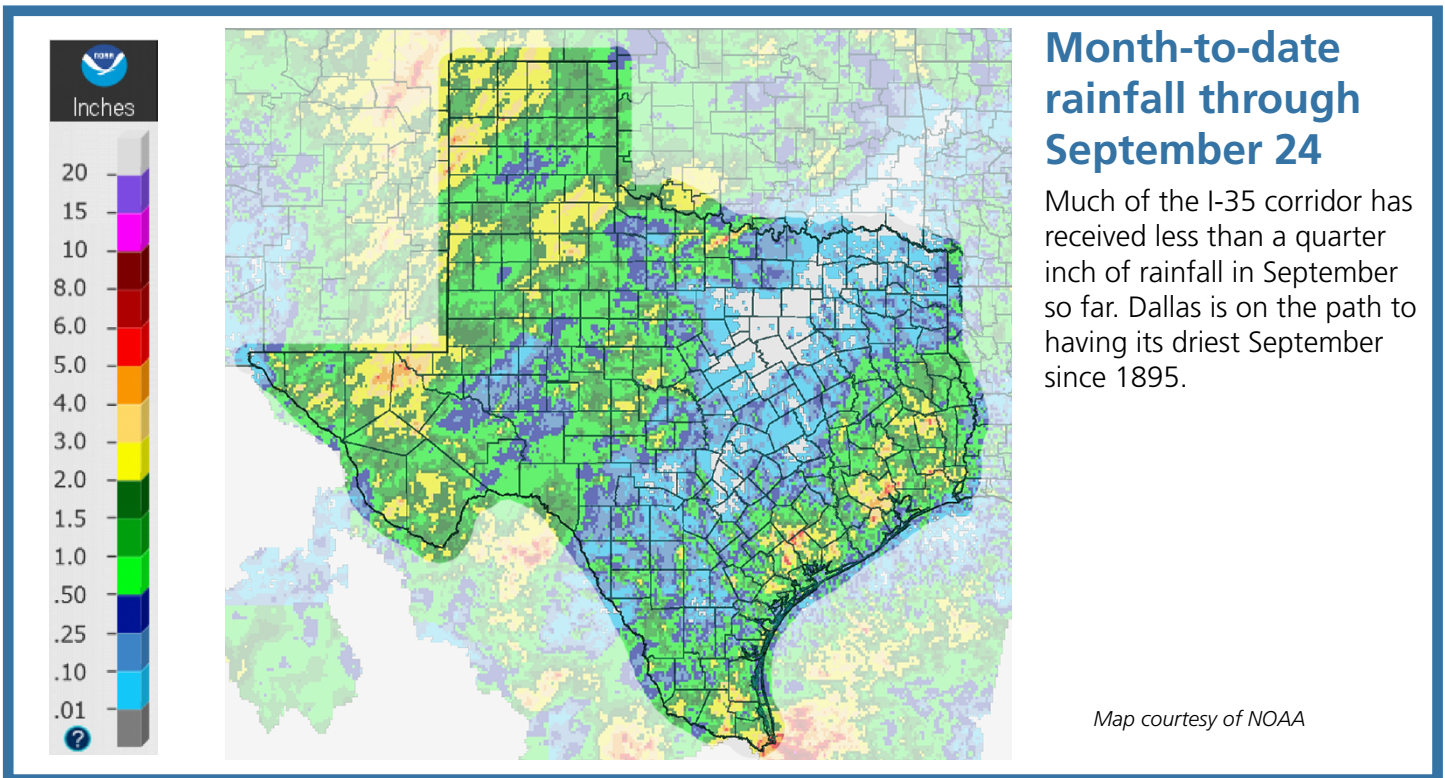 NOAA
Inches
20
15
10
8.0
6.0
5.0
4.0
3.0
2.0
1.5
1.0
.50
.25
.10
.01
?
Month-to-date
rainfall through
September 24
Much of the I-35 corridor has
received less than a quarter
inch of rainfall in September
so far. Dallas is on the path to
having its driest September
since 1895.
Map courtesy of NOAA